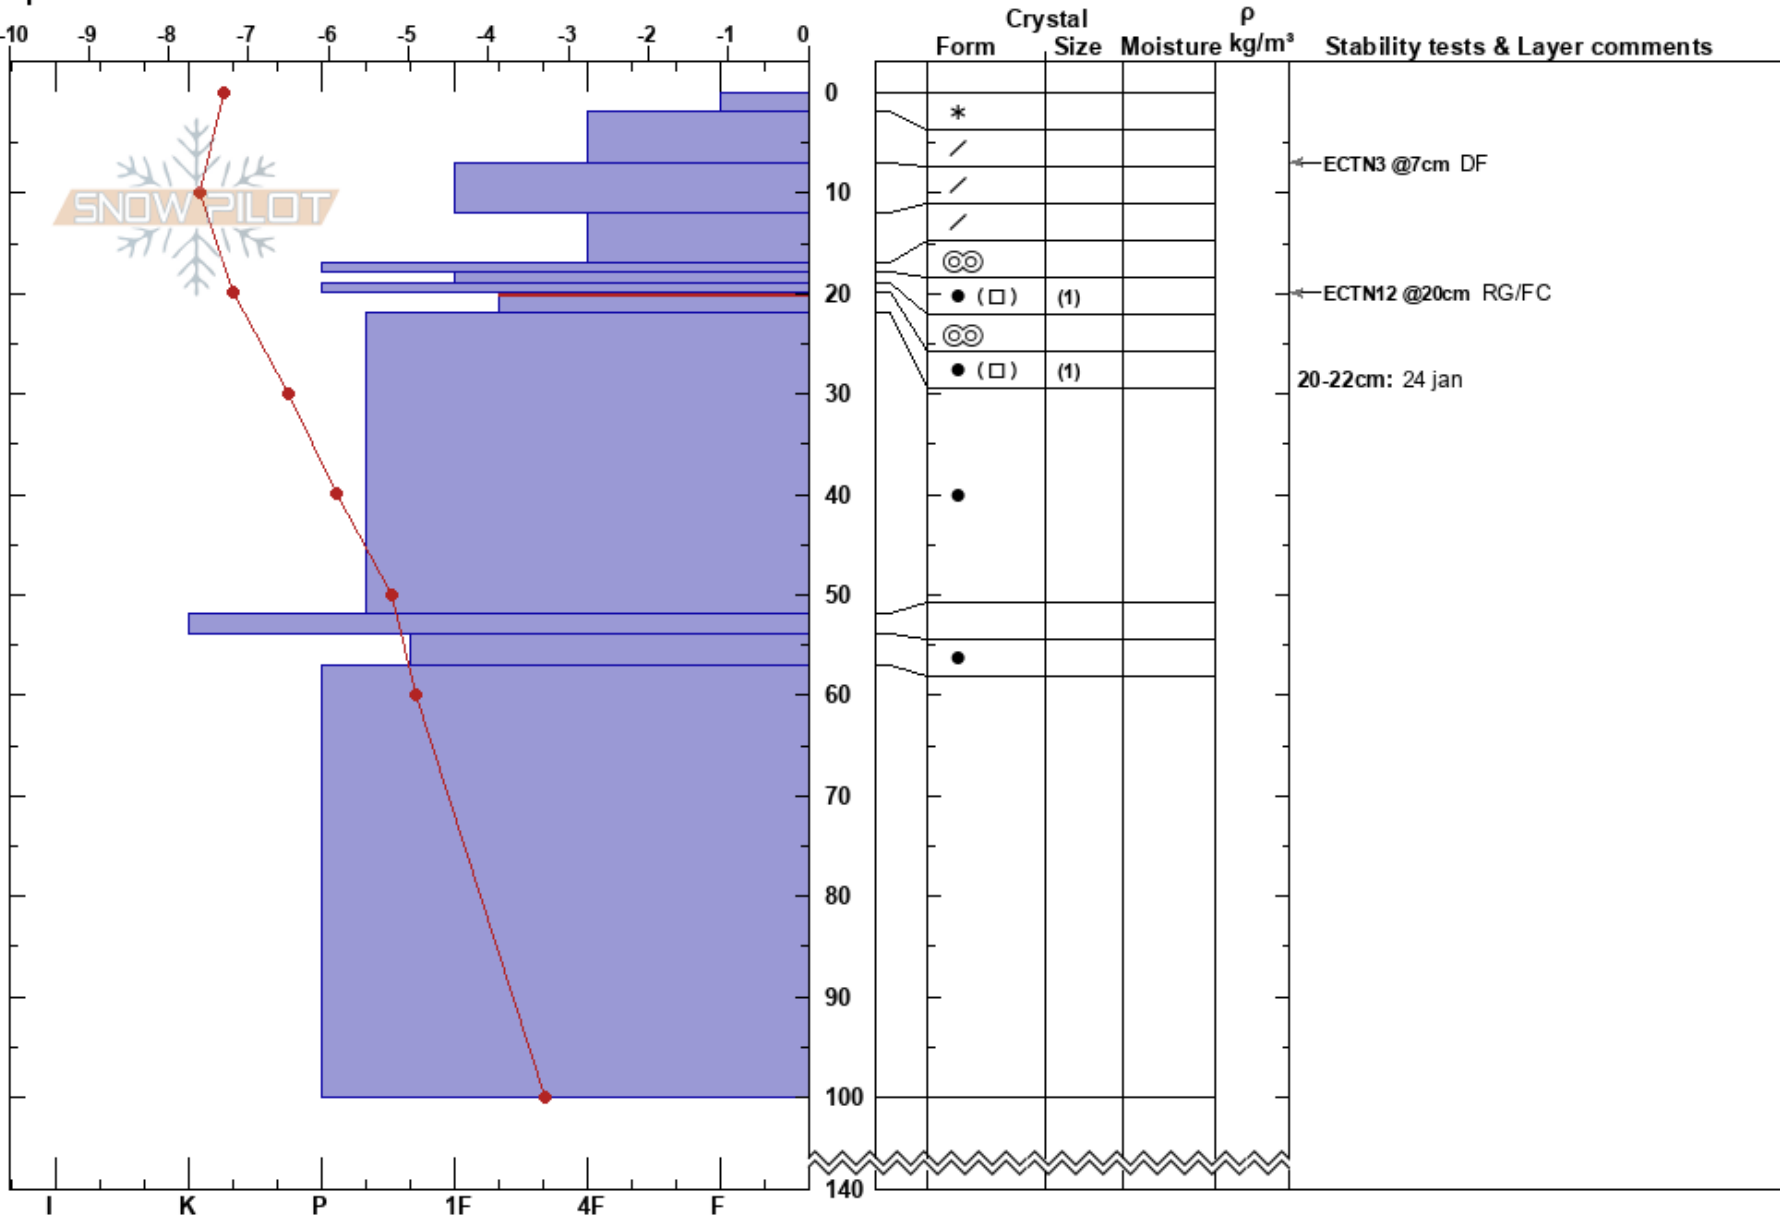 Crystal ρ
-10 -9 -8 -7 -6 -5 -4 -3 -2 -1 0
Form Size Moisture kg/m³ Stability tests & Layer comments
0
ECTN3 @7cm DF
10
SNOW PILOT
20
(1)
ECTN12 @20cm RG/FC
(1)
20-22cm: 24 jan
30
40
50
60
70
80
90
100
140
I K P 1F 4F F